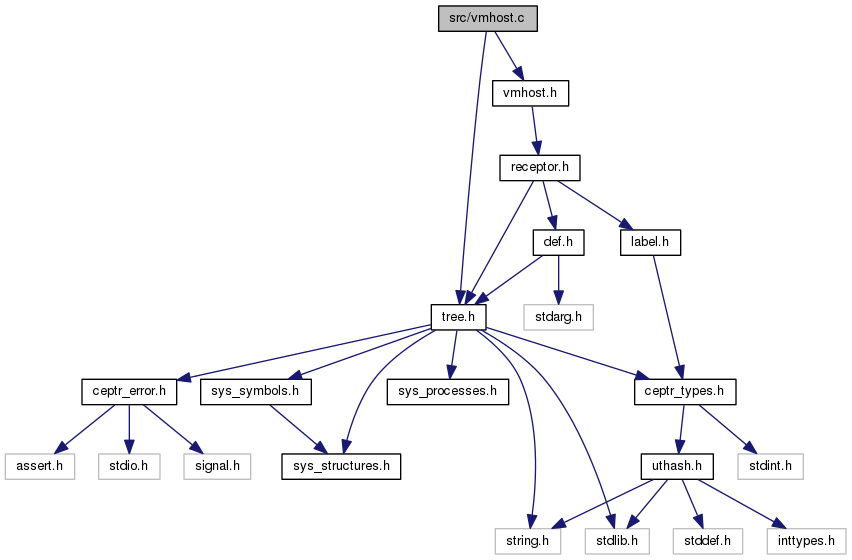 src/vmhost.c
vmhost.h
receptor.h
def.h
label.h
tree.h
stdarg.h
ceptr_error.h
sys_symbols.h
sys_processes.h
ceptr_types.h
assert.h
stdio.h
signal.h
sys_structures.h
uthash.h
stdint.h
string.h
stdlib.h
stddef.h
inttypes.h